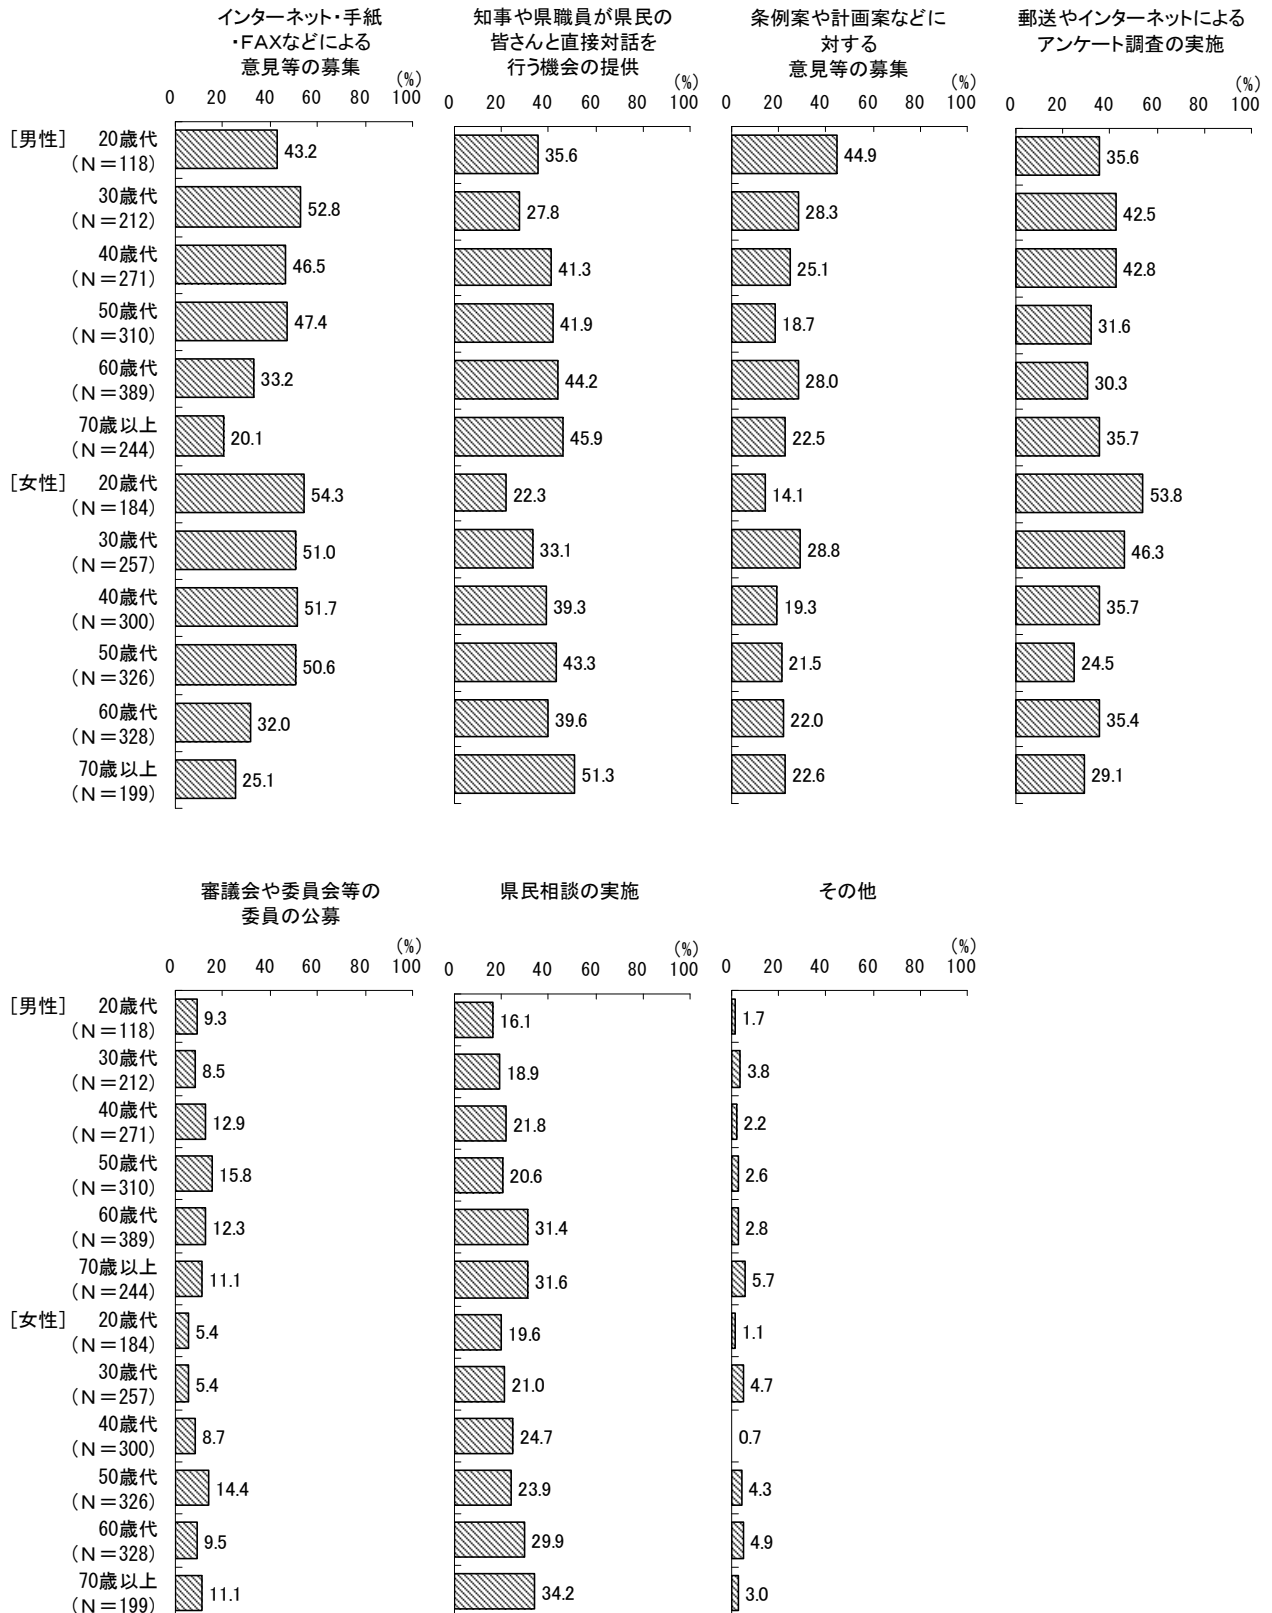 インターネット・手紙
・FAXなどによる
意見等の募集
知事や県職員が県民の
皆さんと直接対話を
行う機会の提供
条例案や計画案などに
対する
意見等の募集
郵送やインターネットによる
アンケート調査の実施
(%) (%) (%) (%)
0 20 40 60 80 100 0 20 40 60 80 100 0 20 40 60 80 100 0 20 40 60 80 100
[男性] 20歳代 43.2 35.6 44.9 35.6
(N=118)
30歳代 52.8 27.8 28.3 42.5
(N=212)
40歳代 46.5 41.3 25.1 42.8
(N=271)
50歳代 47.4 41.9 18.7 31.6
(N=310)
60歳代 33.2 44.2 28.0 30.3
(N=389)
70歳以上 20.1 45.9 22.5 35.7
(N=244)
[女性] 20歳代 54.3 22.3 14.1 53.8
(N=184)
30歳代 51.0 33.1 28.8 46.3
(N=257)
40歳代 51.7 39.3 19.3 35.7
(N=300)
50歳代 50.6 43.3 21.5 24.5
(N=326)
60歳代 32.0 39.6 22.0 35.4
(N=328)
70歳以上 25.1 51.3 22.6 29.1
(N=199)
審議会や委員会等の
委員の公募
県民相談の実施
その他
(%) (%) (%)
0 20 40 60 80 100 0 20 40 60 80 100 0 20 40 60 80 100
[男性] 20歳代 9.3 16.1 1.7
(N=118)
30歳代 8.5 18.9 3.8
(N=212)
40歳代 12.9 21.8 2.2
(N=271)
50歳代 15.8 20.6 2.6
(N=310)
60歳代 12.3 31.4 2.8
(N=389)
70歳以上 11.1 31.6 5.7
(N=244)
[女性] 20歳代 5.4 19.6 1.1
(N=184)
30歳代 5.4 21.0 4.7
(N=257)
40歳代 8.7 24.7 0.7
(N=300)
50歳代 14.4 23.9 4.3
(N=326)
60歳代 9.5 29.9 4.9
(N=328)
70歳以上 11.1 34.2 3.0
(N=199)